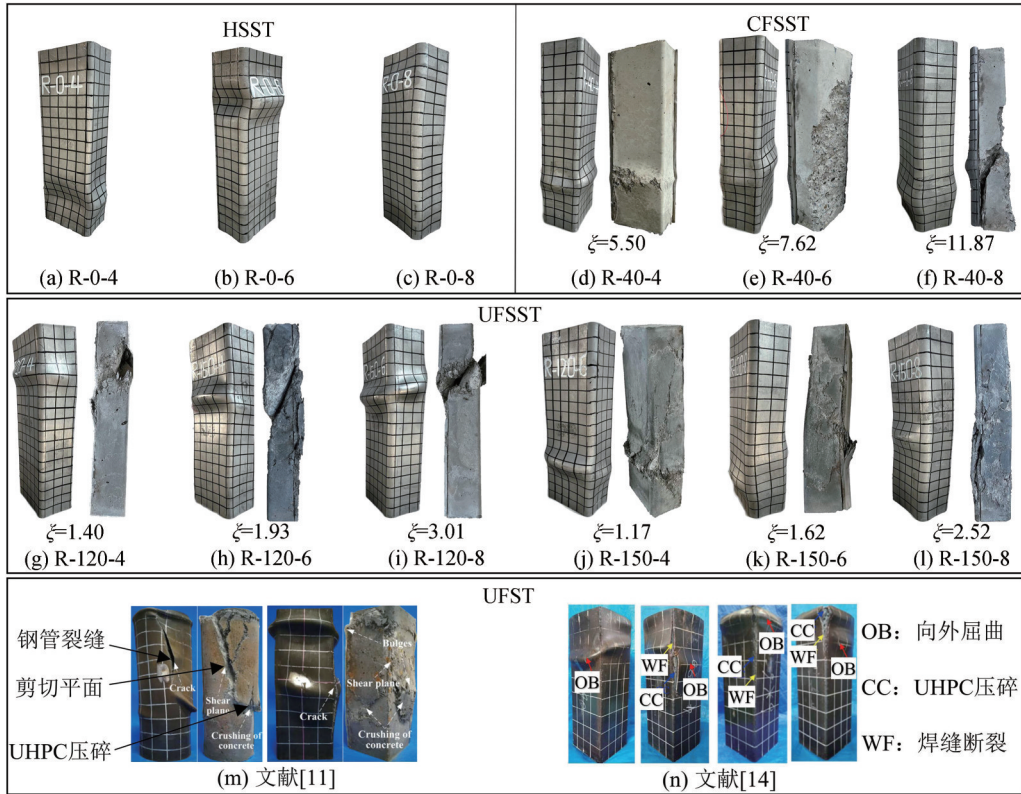 HSST
CFSST
R-0-4
R-0-8
ξ=5.50
ξ=7.62
ξ=11.87
(a) R-0-4
(b) R-0-6
(c) R-0-8
(d) R-40-4
(e) R-40-6
(f) R-40-8
UFSST
ξ=1.40
ξ=1.93
ξ=3.01
ξ=1.17
ξ=1.62
ξ=2.52
(g) R-120-4
(h) R-120-6
(i) R-120-8
(j) R-150-4
(k) R-150-6
(l) R-150-8
UFST
钢管裂缝
剪切平面
UHPC压碎
Crack
Shear
plane
Crushing of
concrete
Crack
Bulges
Shear plane
Crushing of
concrete
(m) 文献[11]
OB
WF
CC
OB
CC
WF
OB
CC
WF
OB
OB：向外屈曲
CC：UHPC压碎
WF：焊缝断裂
(n) 文献[14]